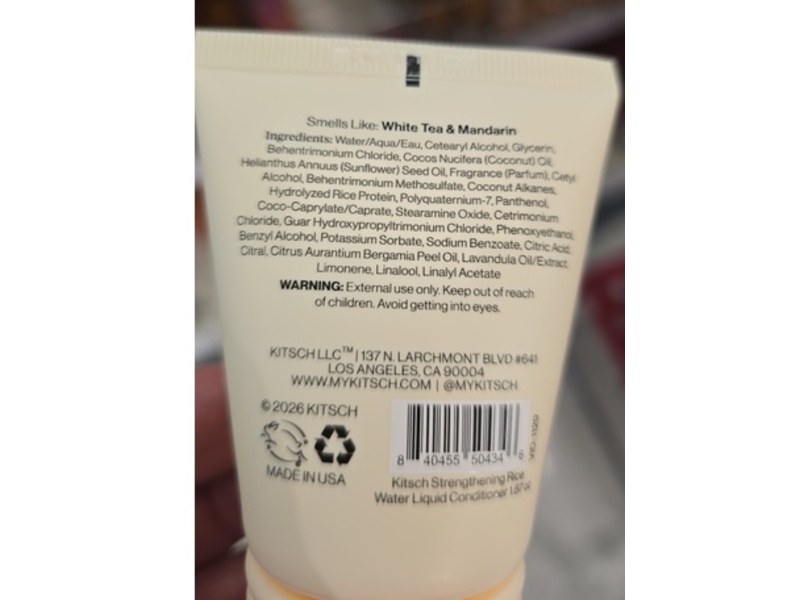 Smells Like: White Tea & Mandarin
Ingredients: Water/Aqua/Eau, Cetearyl Alcohol, Glycerin,
Behentrimonium Chloride, Cocos Nucifera (Coconut) Oil,
Helianthus Annuus (Sunflower) Seed Oil, Fragrance (Parfum), Cetyl
Alcohol, Behentrimonium Methosulfate, Coconut Alkanes,
Hydrolyzed Rice Protein, Polyquaternium-7, Panthenol,
Coco-Caprylate/Caprate, Stearamine Oxide, Cetrimonium
Chloride, Guar Hydroxypropyltrimonium Chloride, Phenoxyethanol,
Benzyl Alcohol, Potassium Sorbate, Sodium Benzoate, Citric Acid,
Citral, Citrus Aurantium Bergamia Peel Oil, Lavandula Oil/Extract,
Limonene, Linalool, Linalyl Acetate
WARNING: External use only. Keep out of reach
of children. Avoid getting into eyes.
KITSCH LLC™ | 137 N. LARCHMONT BLVD #641
LOS ANGELES, CA 90004
WWW.MYKITSCH.COM | @MYKITSCH
© 2026 KITSCH
MADE IN USA
8 40455 50434 6
Kitsch Strengthening Rice
Water Liquid Conditioner 1.87 oz